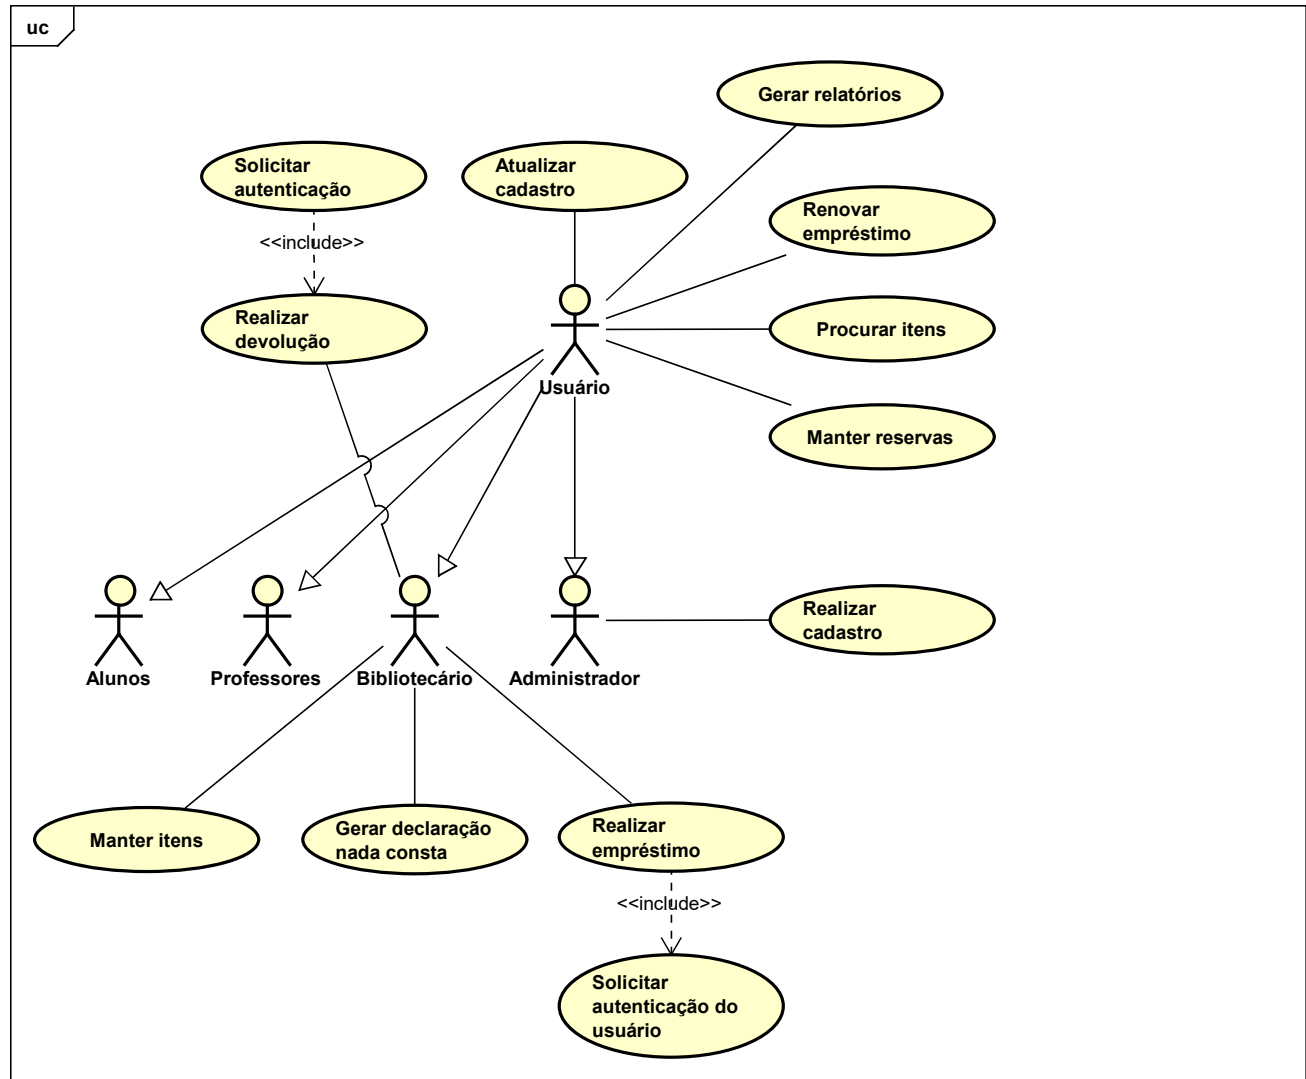 uc
Gerar relatórios
Solicitar
autenticação
Atualizar
cadastro
Renovar
empréstimo
<<include>>
Realizar
devolução
Procurar itens
Usuário
Manter reservas
Realizar
cadastro
Alunos
Professores
Bibliotecário
Administrador
Manter itens
Gerar declaração
nada consta
Realizar
empréstimo
<<include>>
Solicitar
autenticação do
usuário